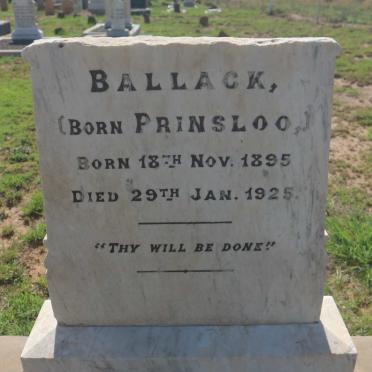 BALLACK,
(BORN PRINSLOO,)
BORN 18TH NOV. 1895
DIED 29TH JAN. 1925.
"THY WILL BE DONE."